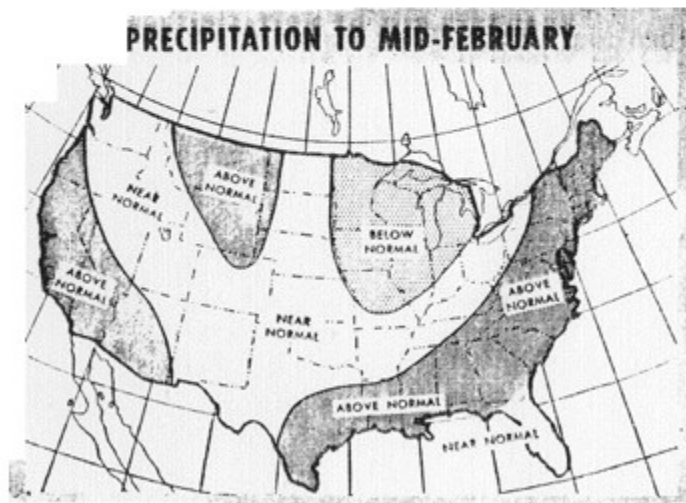 PRECIPITATION TO MID-FEBRUARY
ABOVE
NORMAL
NEAR
NORMAL
BELOW
NORMAL
ABOVE
NORMAL
ABOVE
NORMAL
NEAR
NORMAL
ABOVE NORMAL
NEAR NORMAL